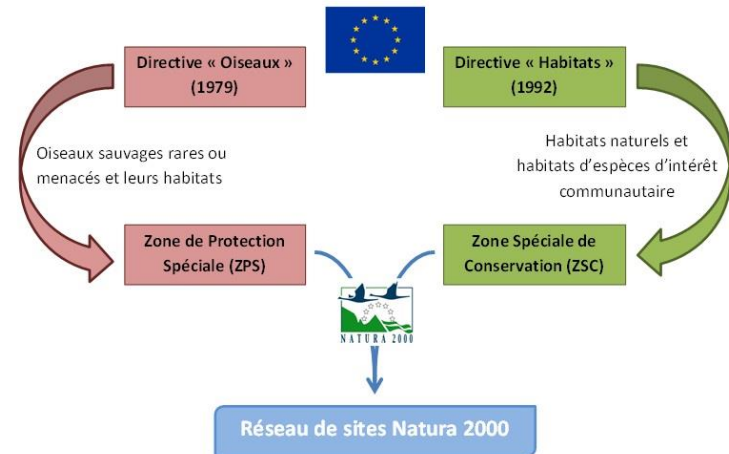 Directive « Oiseaux »
(1979)
Directive « Habitats »
(1992)
Oiseaux sauvages rares ou
menacés et leurs habitats
Habitats naturels et
habitats d'espèces d'intérêt
communautaire
Zone de Protection
Spéciale (ZPS)
Zone Spéciale de
Conservation (ZSC)
NATURA 2000
Réseau de sites Natura 2000